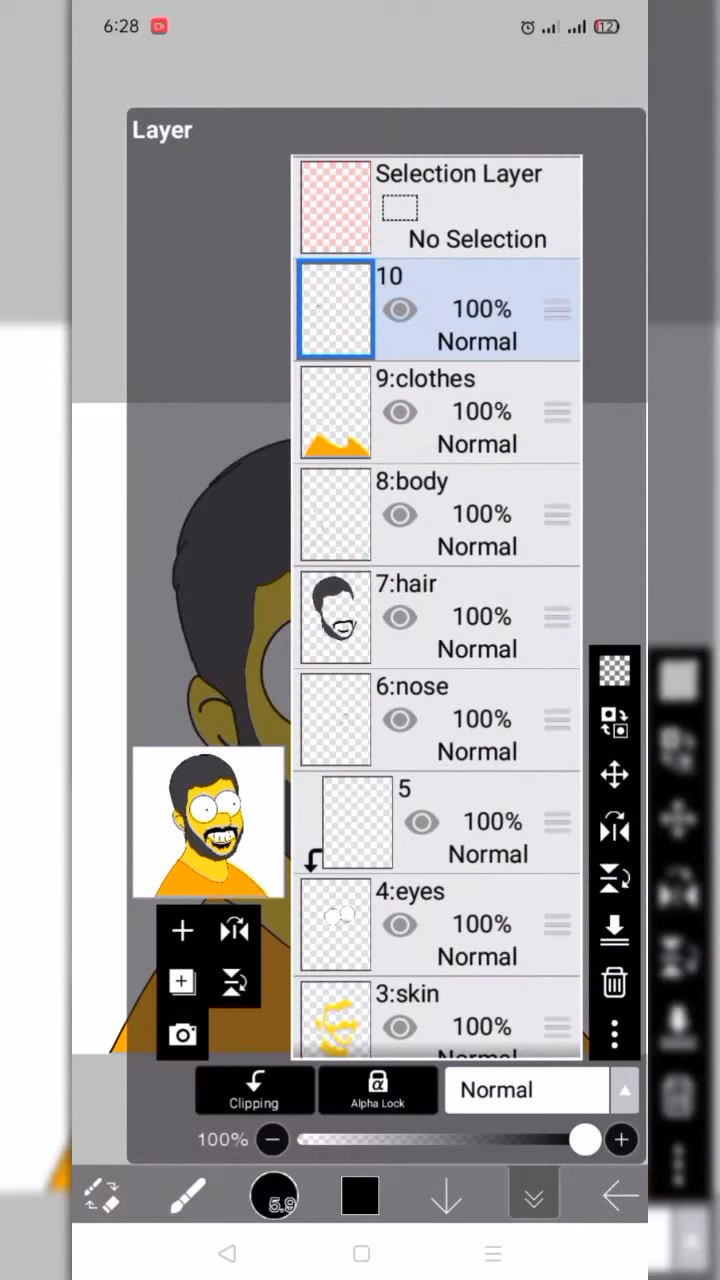 6:28
12
Layer
Selection Layer
No Selection
10
100%
Normal
9:clothes
100%
Normal
8:body
100%
Normal
7:hair
100%
Normal
6:nose
100%
Normal
5
100%
Normal
4:eyes
100%
Normal
3:skin
100%
Normal
Clipping
α
Alpha Lock
Normal
100%
5.9